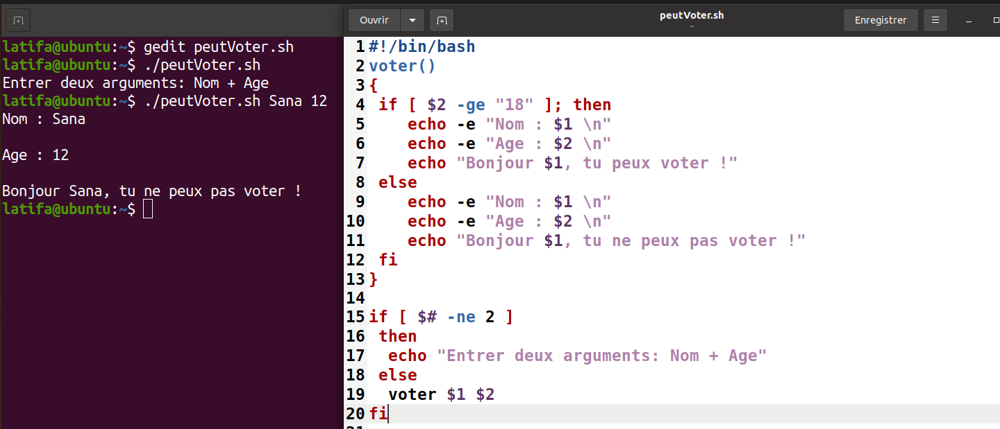 Ouvrir
peutVoter.sh
~
Enregistrer
latifa@ubuntu:~$ gedit peutVoter.sh
latifa@ubuntu:~$ ./peutVoter.sh
Entrer deux arguments: Nom + Age
latifa@ubuntu:~$ ./peutVoter.sh Sana 12
Nom : Sana
Age : 12
Bonjour Sana, tu ne peux pas voter !
latifa@ubuntu:~$
1 #!/bin/bash
2 voter()
3 {
4  if [ $2 -ge "18" ]; then
5     echo -e "Nom : $1 \n"
6     echo -e "Age : $2 \n"
7     echo "Bonjour $1, tu peux voter !"
8  else
9     echo -e "Nom : $1 \n"
10     echo -e "Age : $2 \n"
11     echo "Bonjour $1, tu ne peux pas voter !"
12  fi
13 }
14
15 if [ $# -ne 2 ]
16  then
17   echo "Entrer deux arguments: Nom + Age"
18  else
19   voter $1 $2
20 fi
21